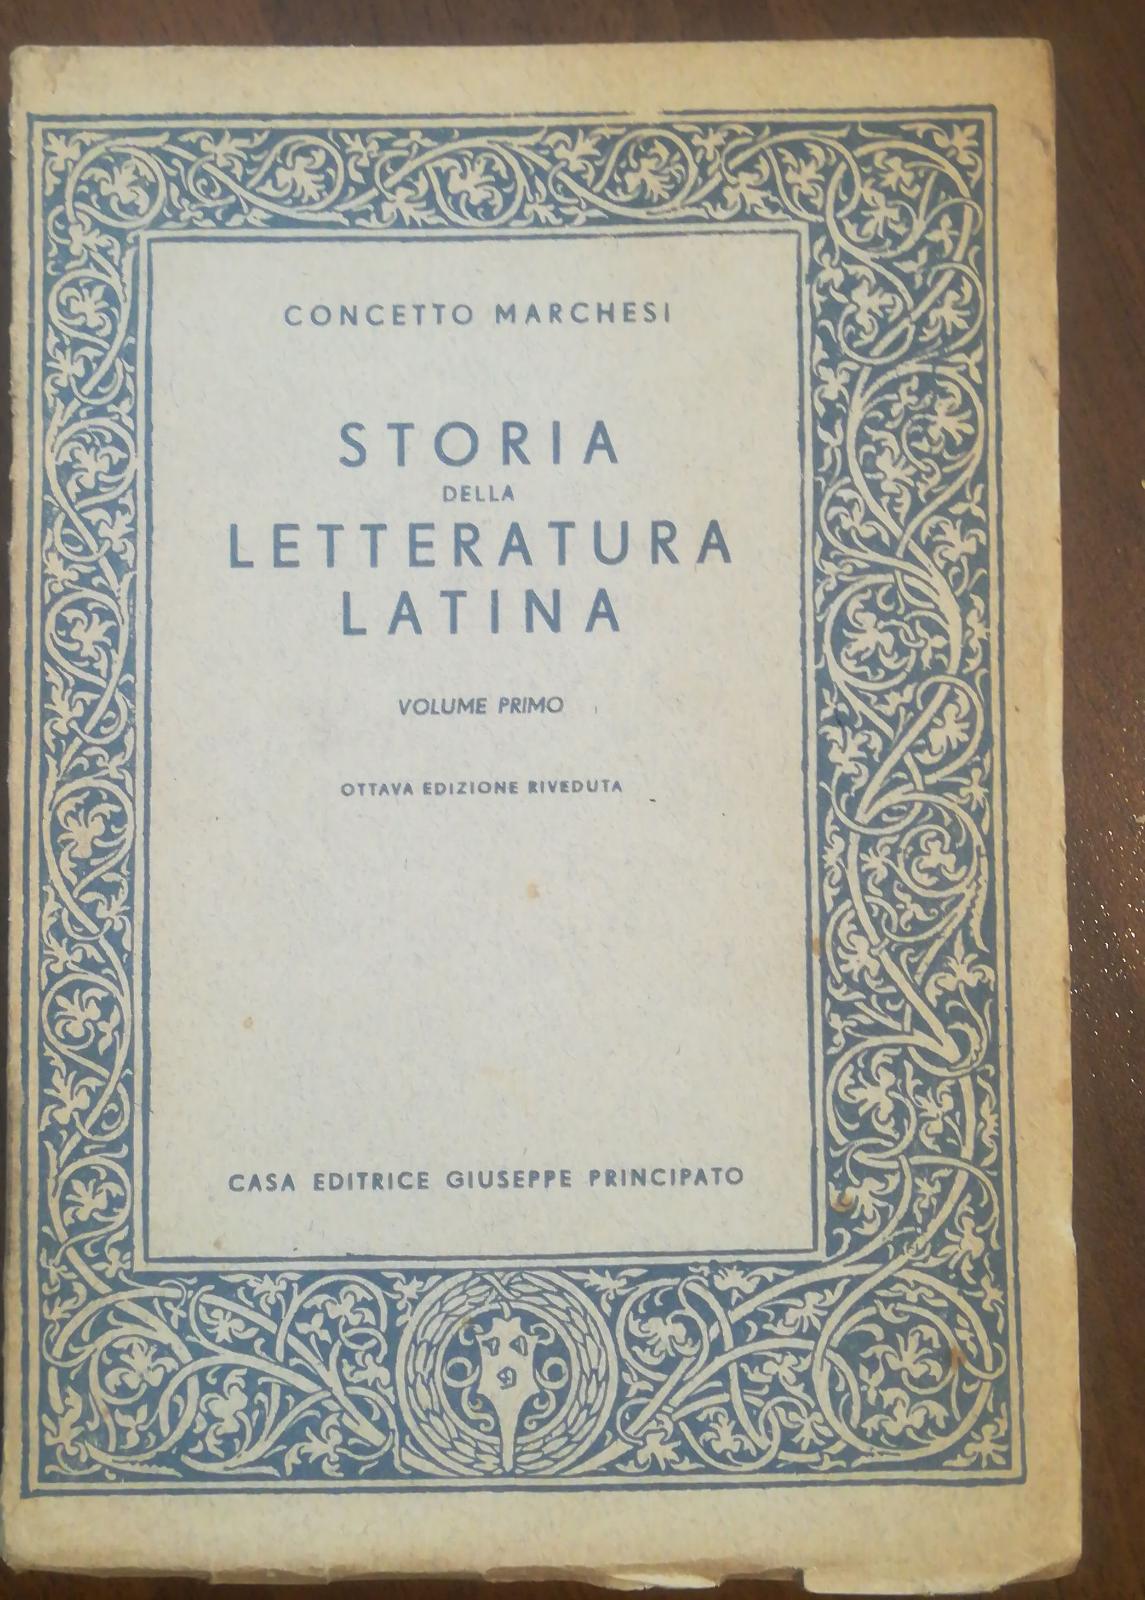 CONCETTO MARCHESI
STORIA
DELLA
LETTERATURA
LATINA
VOLUME PRIMO
OTTAVA EDIZIONE RIVEDUTA
CASA EDITRICE GIUSEPPE PRINCIPATO